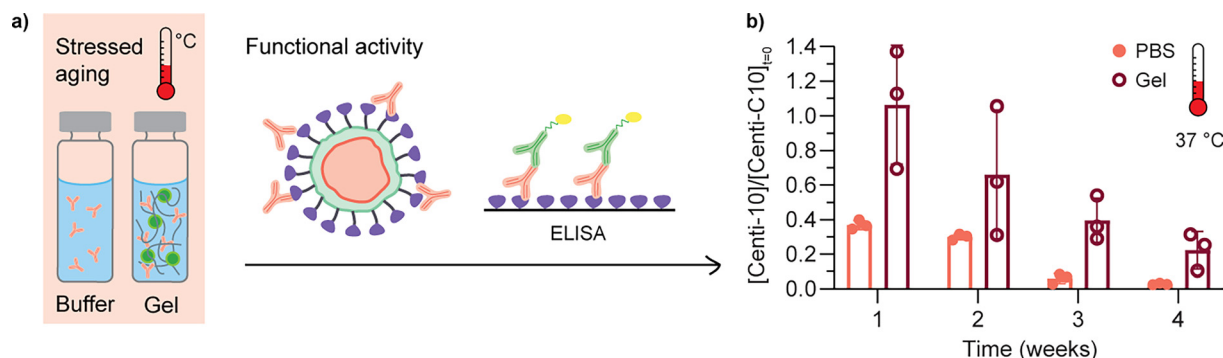 a)
Stressed
aging
°C
Buffer
Gel
Functional activity
ELISA
b)
[Centi-10]/[Centi-C10]t=0
1.4
1.2
1.0
0.8
0.6
0.4
0.2
0.0
PBS
Gel
37 °C
1 2 3 4
Time (weeks)